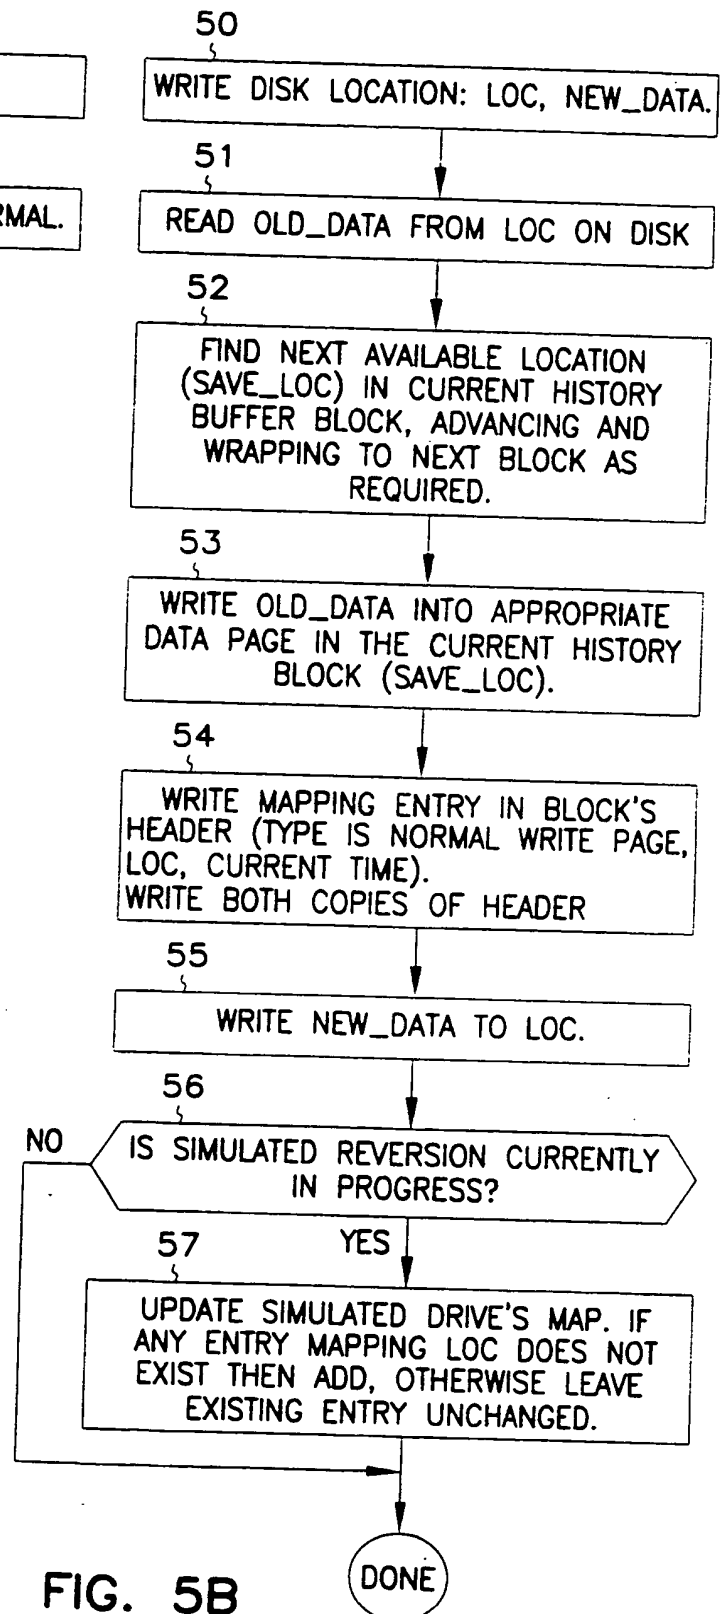 50
WRITE DISK LOCATION: LOC, NEW_DATA.
51
RMAL.
READ OLD_DATA FROM LOC ON DISK
52
FIND NEXT AVAILABLE LOCATION
(SAVE_LOC) IN CURRENT HISTORY
BUFFER BLOCK, ADVANCING AND
WRAPPING TO NEXT BLOCK AS
REQUIRED.
53
WRITE OLD_DATA INTO APPROPRIATE
DATA PAGE IN THE CURRENT HISTORY
BLOCK (SAVE_LOC).
54
WRITE MAPPING ENTRY IN BLOCK'S
HEADER (TYPE IS NORMAL WRITE PAGE,
LOC, CURRENT TIME).
WRITE BOTH COPIES OF HEADER
55
WRITE NEW_DATA TO LOC.
56
NO
IS SIMULATED REVERSION CURRENTLY
IN PROGRESS?
YES
57
UPDATE SIMULATED DRIVE'S MAP. IF
ANY ENTRY MAPPING LOC DOES NOT
EXIST THEN ADD, OTHERWISE LEAVE
EXISTING ENTRY UNCHANGED.
DONE
FIG. 5B